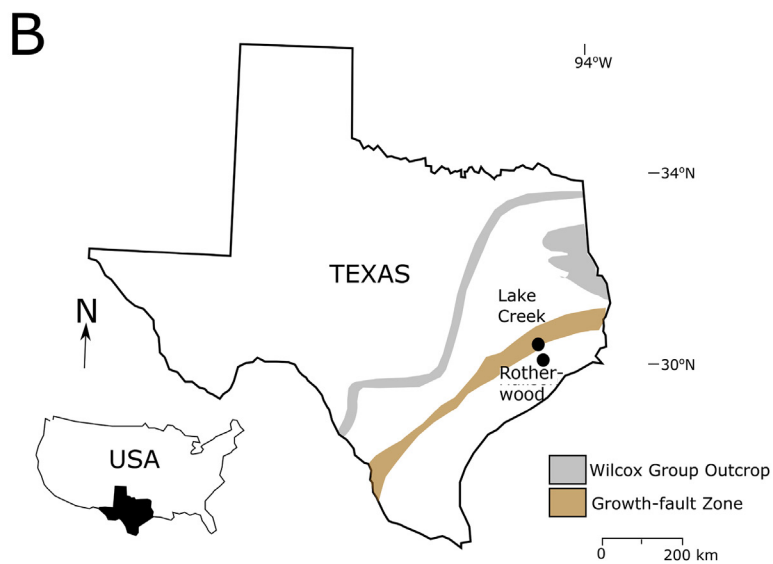 B
94°W
34°N
TEXAS
Lake
Creek
N
30°N
Rother-
wood
USA
Wilcox Group Outcrop
Growth-fault Zone
0 200 km